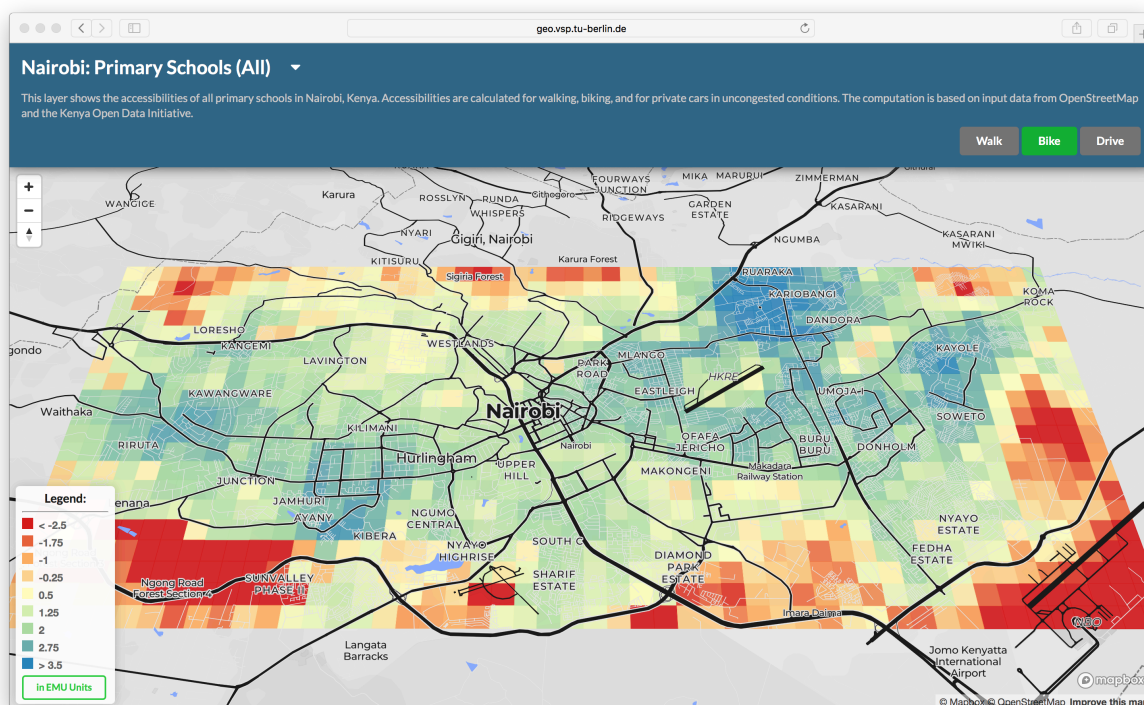 geo.vsp.tu-berlin.de
Nairobi: Primary Schools (All)
This layer shows the accessibilities of all primary schools in Nairobi, Kenya. Accessibilities are calculated for walking, biking, and for private cars in uncongested conditions. The computation is based on input data from OpenStreetMap
and the Kenya Open Data Initiative.
Walk
Bike
Drive
WANGIGE
Karura
ROSSLYN
RUNDA
WHISPERS
Githogoro
FOURWAYS
JUNCTION
MIKA
MARURUI
ZIMMERMAN
RIDGEWAYS
GARDEN
ESTATE
KASARANI
NYARI
Gigiri, Nairobi
NGUMBA
KASARANI
MWIKI
KITISURU
Karura Forest
Sigiria Forest
RUARAKA
KARIOBANGI
KOMA
ROCK
DANDORA
LORESHO
KANGEMI
WESTLANDS
LAVINGTON
PARK
ROAD
MLANGO
KAYOLE
gondo
HKRE
EASTLEIGH
UMOJA I
KAWANGWARE
Waithaka
Nairobi
SOWETO
KILIMANI
RIRUTA
Nairobi
OFAFA
JERICHO
BURU
BURU
DONHOLM
Hurlingham
UPPER
HILL
MAKONGENI
Makadara
Railway Station
JUNCTION
JAMHURI
enana
AYANY
NGUMO
CENTRAL
KIBERA
NYAYO
ESTATE
NYAYO
HIGHRISE
SOUTH C
DIAMOND
PARK
ESTATE
FEDHA
ESTATE
Ngong Road
Forest Section 4
SUNVALLEY
PHASE II
SHARIF
ESTATE
Imara Daima
NBO
Langata
Barracks
Jomo Kenyatta
International
Airport
Legend:
< -2.5
-1.75
-1
-0.25
0.5
1.25
2
2.75
> 3.5
in EMU Units
mapbox
© Mapbox © OpenStreetMap Improve this ma